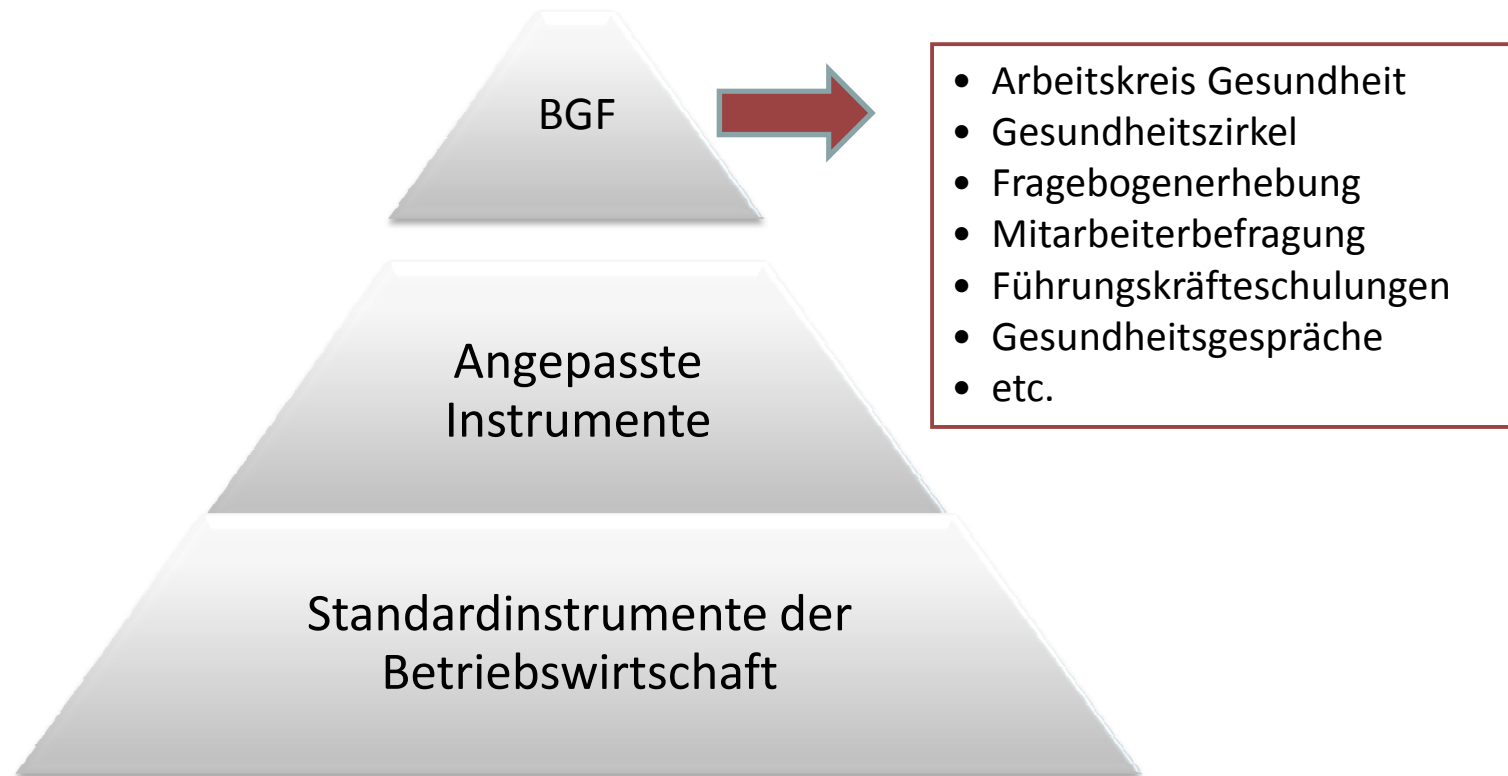 BGF
• Arbeitskreis Gesundheit
• Gesundheitszirkel
• Fragebogenerhebung
• Mitarbeiterbefragung
• Führungskräfteschulungen
• Gesundheitsgespräche
• etc.
Angepasste
Instrumente
Standardinstrumente der
Betriebswirtschaft